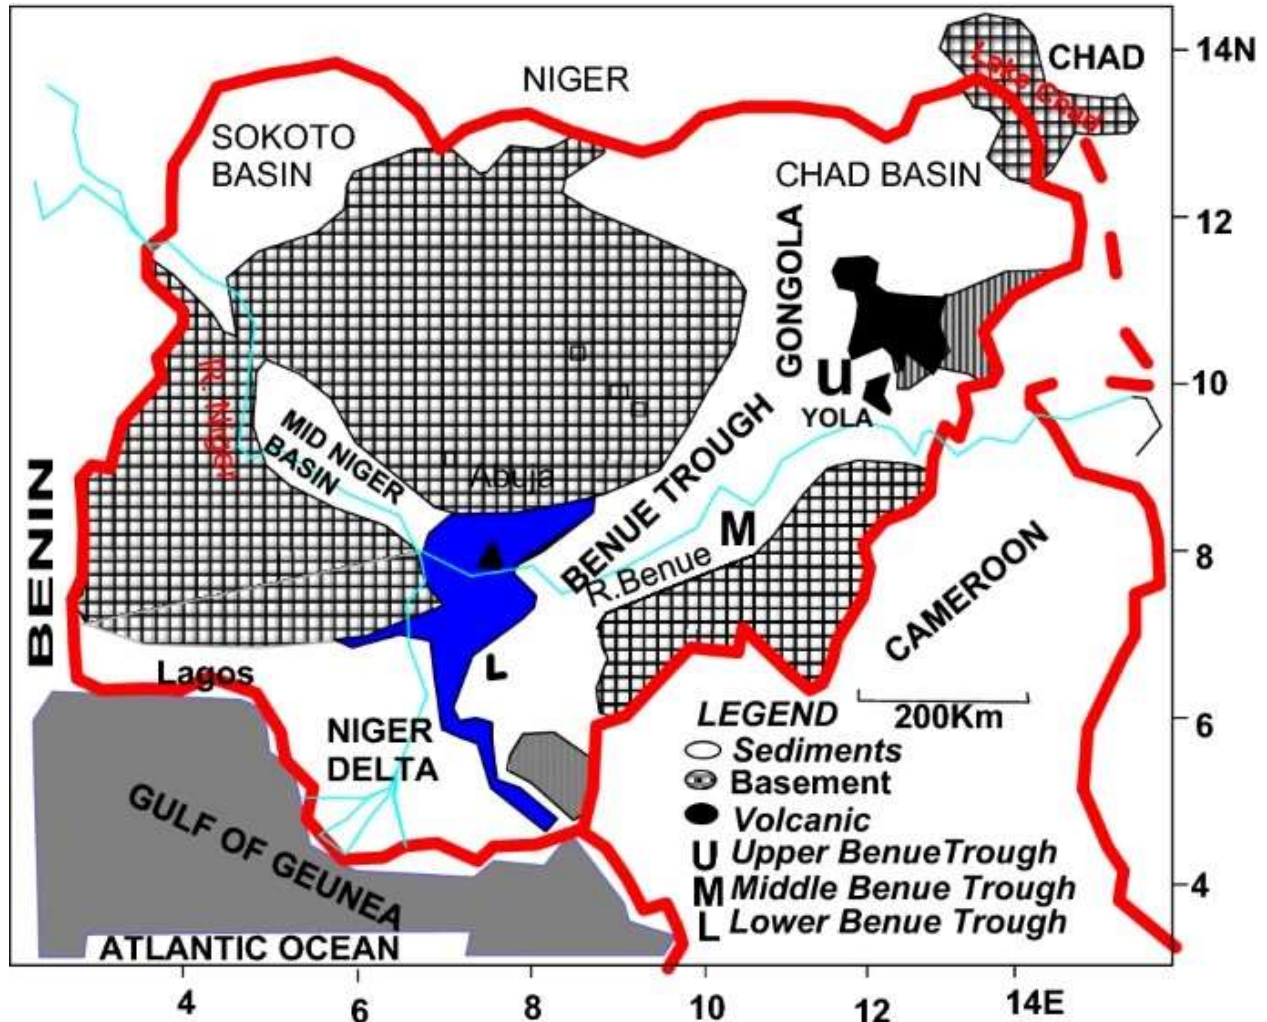 14N
CHAD
Lake Chad
NIGER
SOKOTO
BASIN
CHAD BASIN
12
GONGOLA
10
U
YOLA
R. Niger
MID NIGER
BASIN
Abuja
BENUE TROUGH
M
BENIN
8
R.Benue
CAMEROON
L
Lagos
200Km
6
NIGER
DELTA
LEGEND
Sediments
Basement
Volcanic
U Upper BenueTrough
M Middle Benue Trough
L Lower Benue Trough
GULF OF GEUNEA
4
ATLANTIC OCEAN
4
6
8
10
12
14E